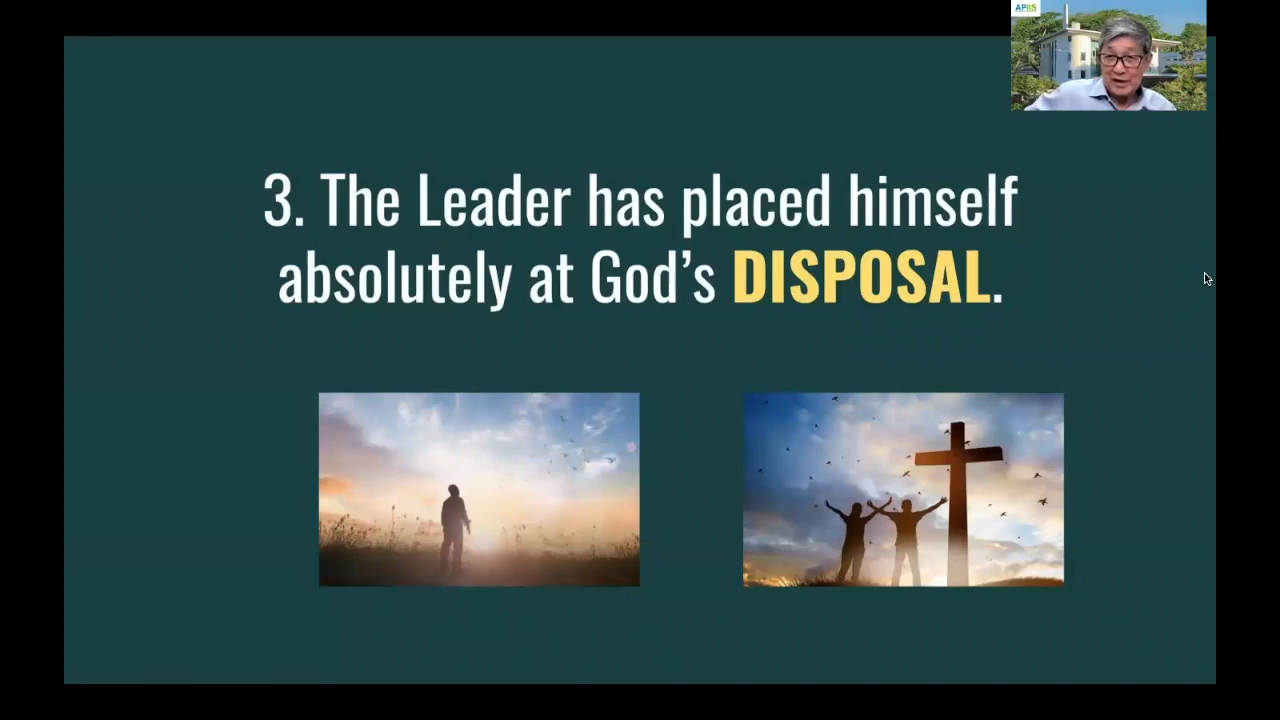 APIIS
3. The Leader has placed himself
absolutely at God’s DISPOSAL.